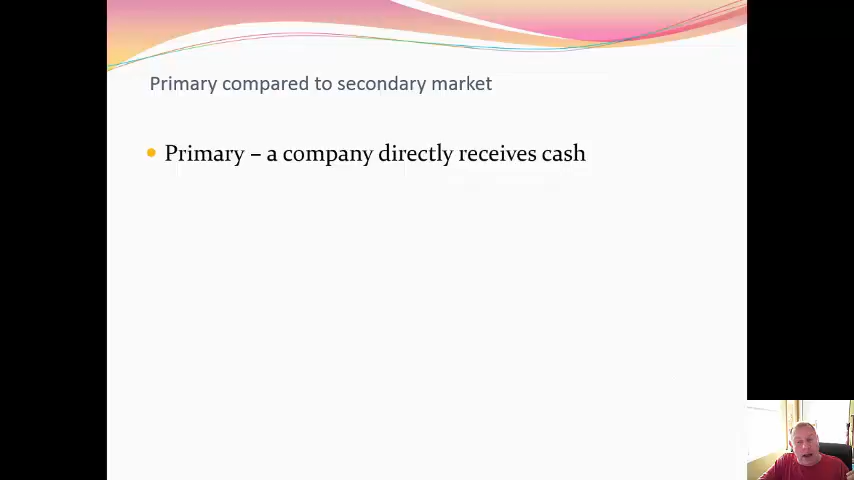 Primary compared to secondary market
Primary – a company directly receives cash